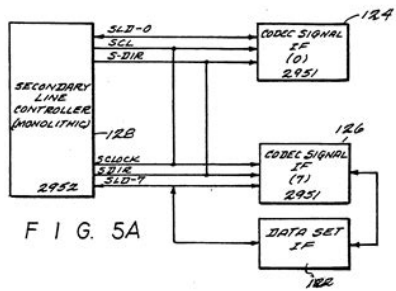 SLD-0
SCL
S-DIR
CODEC SIGNAL
IF
(0)
2951
124
SECONDARY
LINE
CONTROLLER
(MONOLITHIC)
128
2952
SCLOCK
SDIR
SLD-7
CODEC SIGNAL
IF
(7)
2951
126
DATA SET
IF
122
FIG. 5A